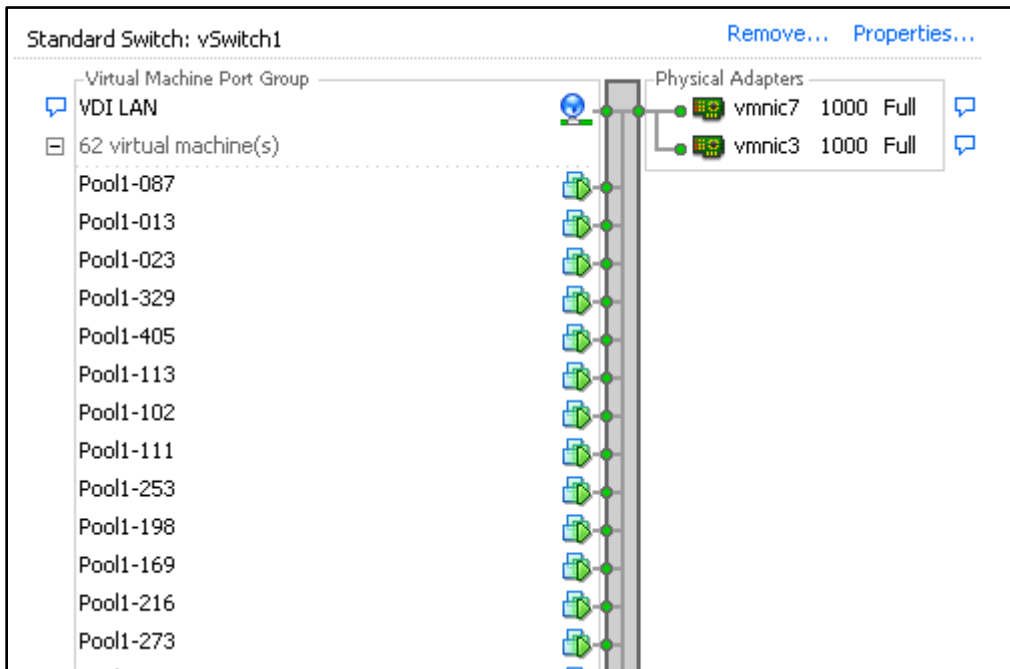 Standard Switch: vSwitch1 Remove... Properties...
Virtual Machine Port Group Physical Adapters
VDI LAN vmnic7 1000 Full
62 virtual machine(s) vmnic3 1000 Full
Pool1-087
Pool1-013
Pool1-023
Pool1-329
Pool1-405
Pool1-113
Pool1-102
Pool1-111
Pool1-253
Pool1-198
Pool1-169
Pool1-216
Pool1-273